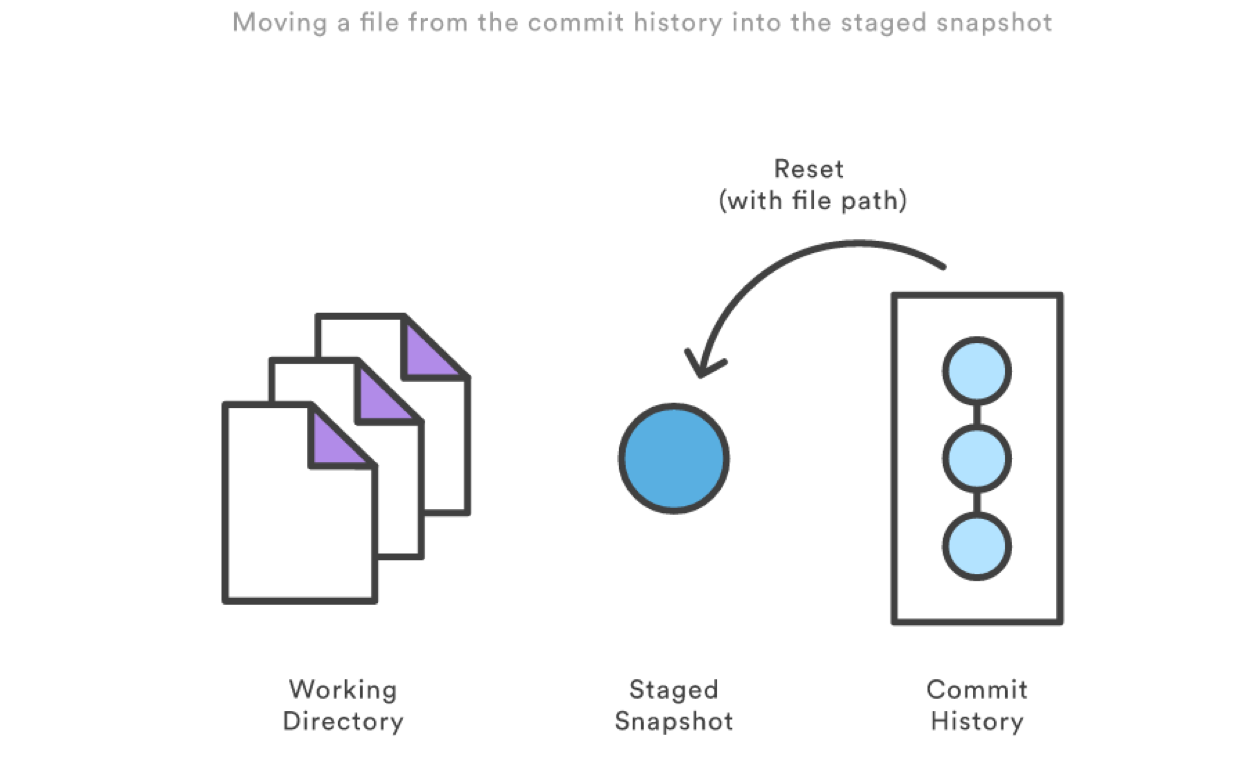 Moving a file from the commit history into the staged snapshot
Reset
(with file path)
Working
Directory
Staged
Snapshot
Commit
History